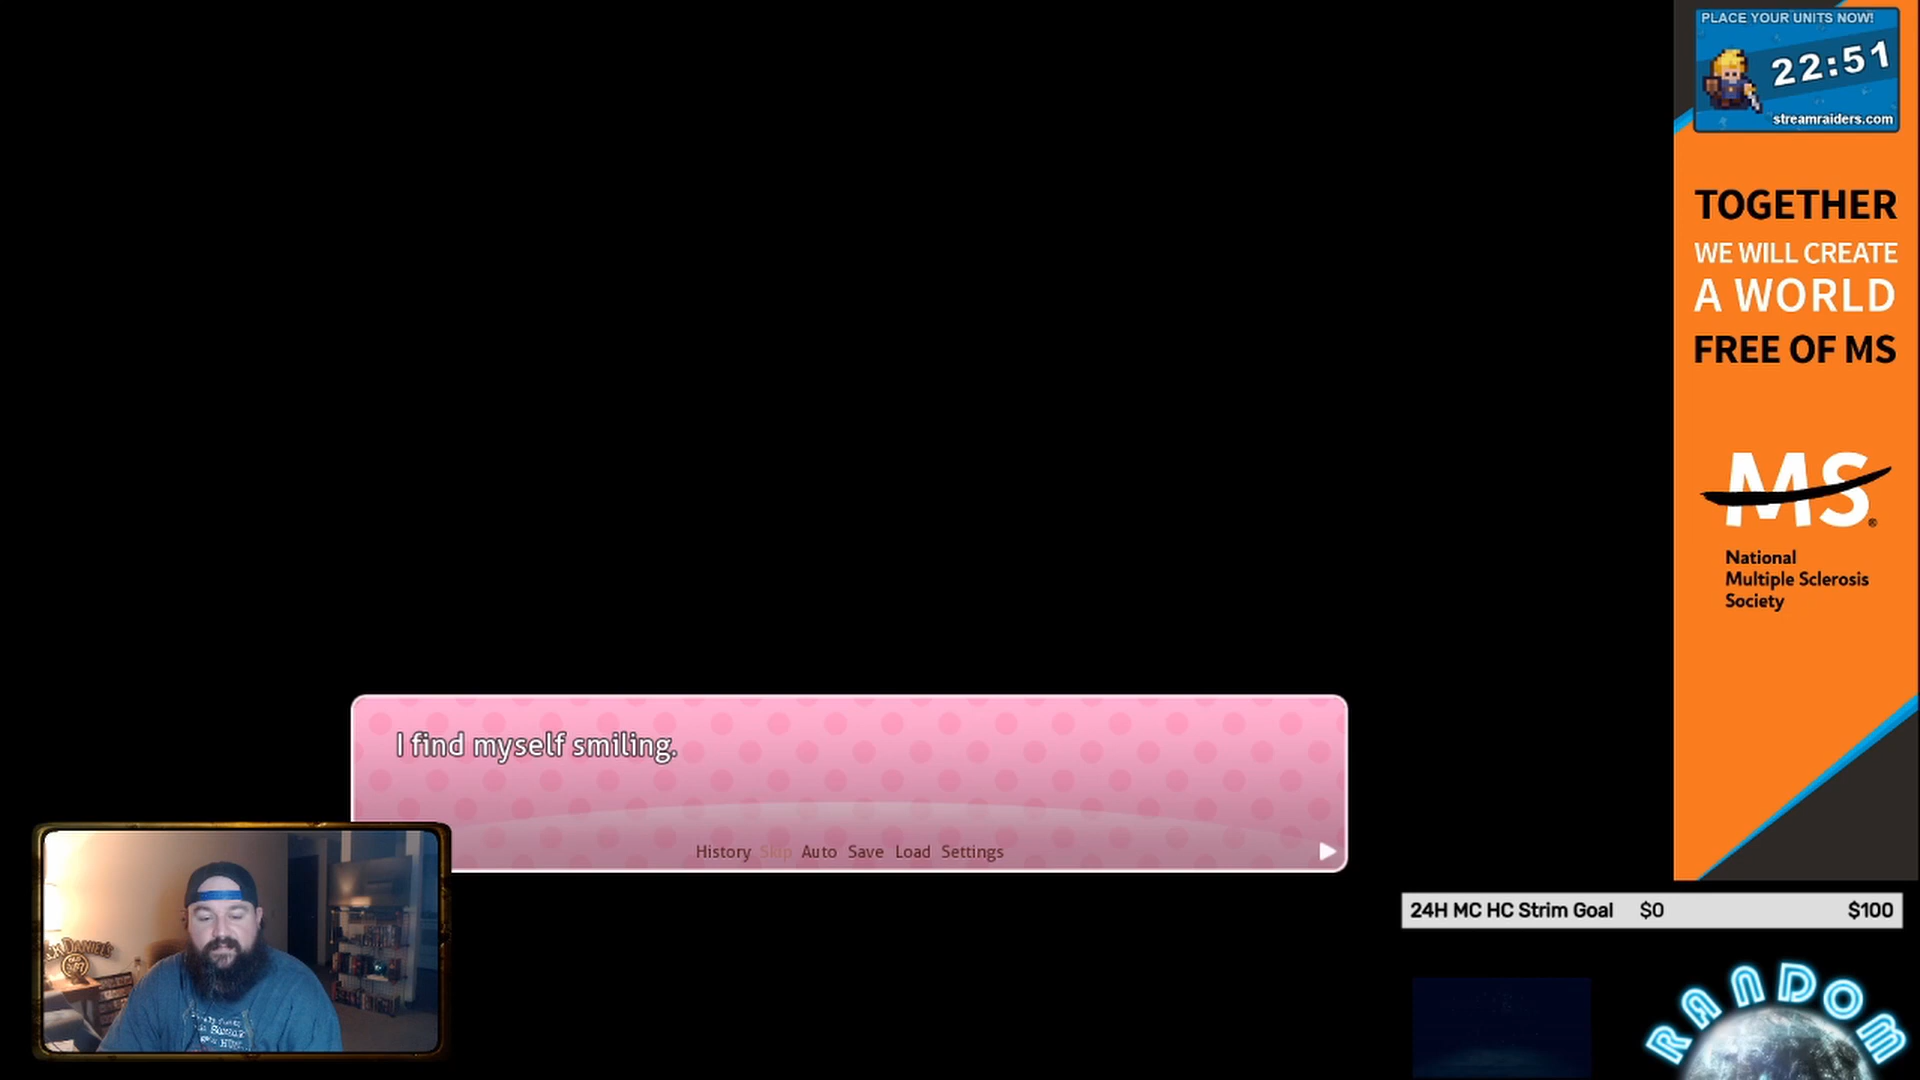 PLACE YOUR UNITS NOW!
22:51
streamraiders.com
TOGETHER
WE WILL CREATE
A WORLD
FREE OF MS
MS®
National
Multiple Sclerosis
Society
I find myself smiling.
History Skip Auto Save Load Settings
24H MC HC Strim Goal $0 $100
RANDOM